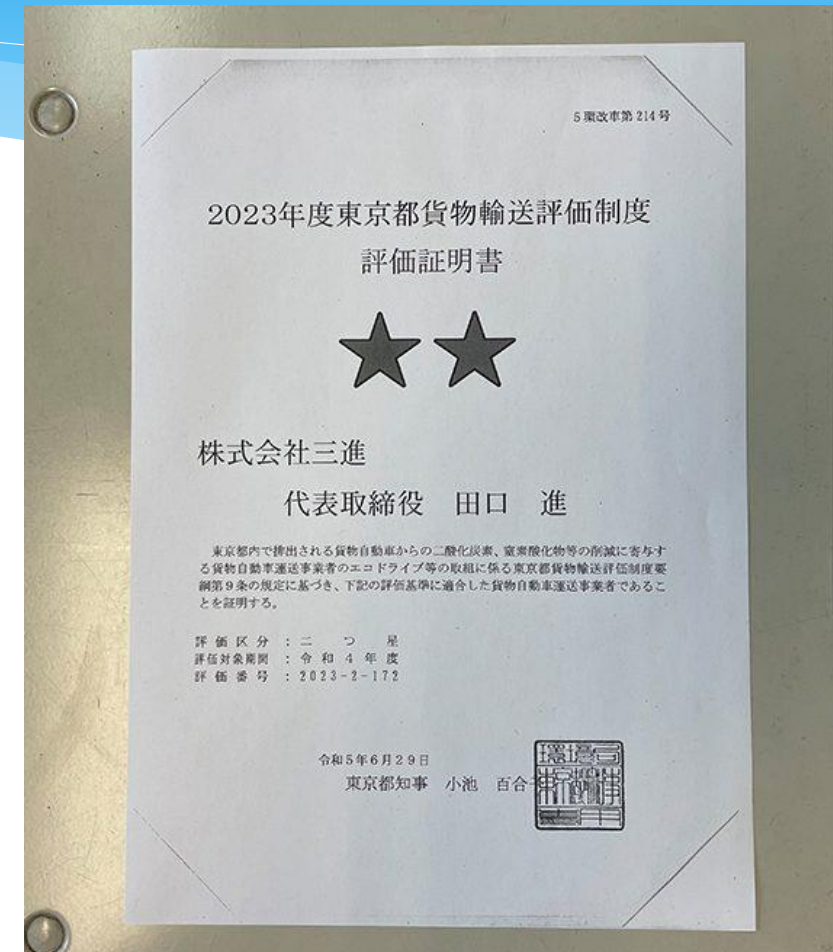 5環改車第214号
2023年度東京都貨物輸送評価制度
評価証明書
株式会社三進
代表取締役 田口 進
東京都内で排出される貨物自動車からの二酸化炭素、窒素酸化物等の削減に寄与す
る貨物自動車運送事業者のエコドライブ等の取組に係る東京都貨物輸送評価制度要
綱第9条の規定に基づき、下記の評価基準に適合した貨物自動車運送事業者であるこ
とを証明する。
評価区分 : 二つ星
評価対象期間 : 令和4年度
評価番号 : 2023-2-172
令和5年6月29日
東京都知事 小池 百合